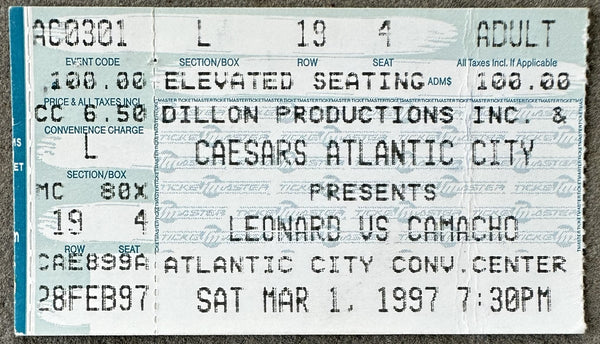 AC0301 L 19 4 ADULT
EVENT CODE SECTION/BOX ROW SEAT All Taxes Incl. If Applicable
100.00 ELEVATED SEATING ADM$ 100.00
PRICE & ALL TAXES INCL.
CC 6.50 DILLON PRODUCTIONS INC. &
CONVENIENCE CHARGE
L CAESARS ATLANTIC CITY
SECTION/BOX
MC 80X PRESENTS
19 4 LEONARD VS CAMACHO
ROW SEAT
CAE899A ATLANTIC CITY CONV.CENTER
28FEB97 SAT MAR 1, 1997 7:30PM